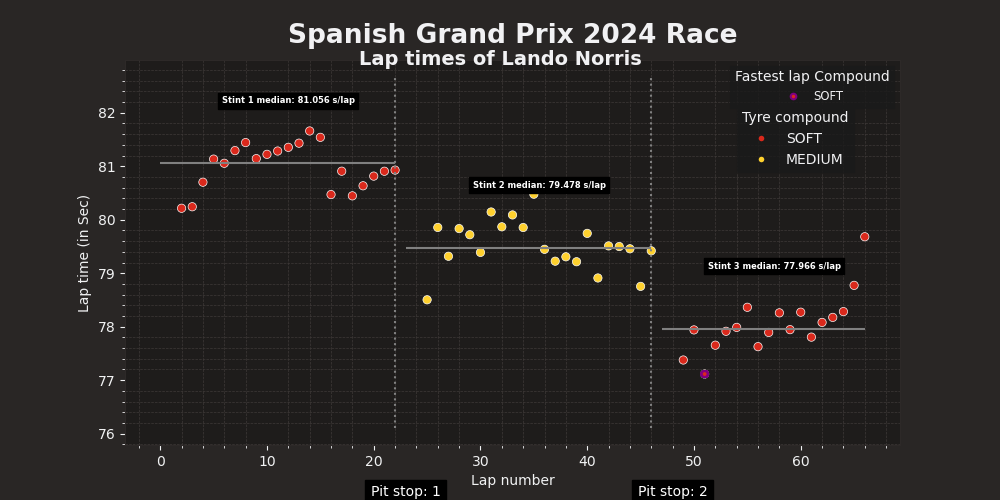 Spanish Grand Prix 2024 Race
Lap times of Lando Norris
Fastest lap Compound
SOFT
Tyre compound
SOFT
MEDIUM
Stint 1 median: 81.056 s/lap
Stint 2 median: 79.478 s/lap
Stint 3 median: 77.966 s/lap
Lap time (in Sec)
82
81
80
79
78
77
76
0 10 20 30 40 50 60
Lap number
Pit stop: 1 Pit stop: 2